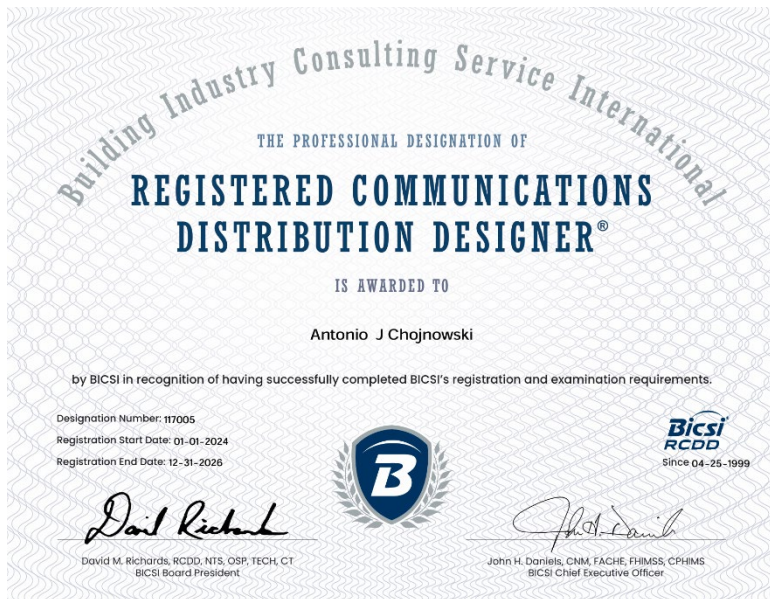 Building Industry Consulting Service International
THE PROFESSIONAL DESIGNATION OF
REGISTERED COMMUNICATIONS
DISTRIBUTION DESIGNER®
IS AWARDED TO
Antonio J Chojnowski
by BICSI in recognition of having successfully completed BICSI's registration and examination requirements.
Designation Number: 117005
Registration Start Date: 01-01-2024
Registration End Date: 12-31-2026
B
Bicsi
RCDD
Since 04-25-1999
David M. Richards, RCDD, NTS, OSP, TECH, CT
BICSI Board President
John H. Daniels, CNM, FACHE, FHIMSS, CPHIMS
BICSI Chief Executive Officer